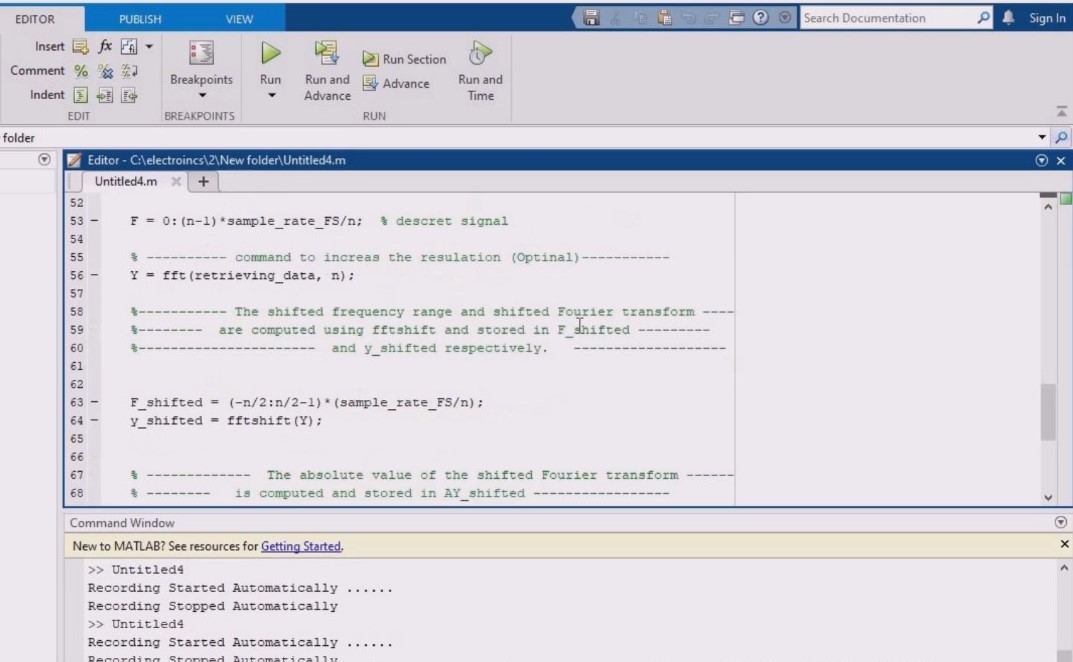 EDITOR PUBLISH VIEW Search Documentation Sign In
Insert fx
Comment %
Indent
Breakpoints Run Run and Advance Run Section Advance Run and Time
EDIT BREAKPOINTS RUN
folder
Editor - C:\electroincs\2\New folder\Untitled4.m
Untitled4.m +
52
53 - F = 0:(n-1)*sample_rate_FS/n; % descret signal
54
55 % ---------- command to increas the resulation (Optinal)-----------
56 - Y = fft(retrieving_data, n);
57
58 %----------- The shifted frequency range and shifted Fourier transform ----
59 %-------- are computed using fftshift and stored in F_shifted ---------
60 %---------------------- and y_shifted respectively. -------------------
61
62
63 - F_shifted = (-n/2:n/2-1)*(sample_rate_FS/n);
64 - y_shifted = fftshift(Y);
65
66
67 % ------------- The absolute value of the shifted Fourier transform ------
68 % -------- is computed and stored in AY_shifted -----------------
Command Window
New to MATLAB? See resources for Getting Started.
>> Untitled4
Recording Started Automatically ......
Recording Stopped Automatically
>> Untitled4
Recording Started Automatically ......
Recording Stopped Automatically